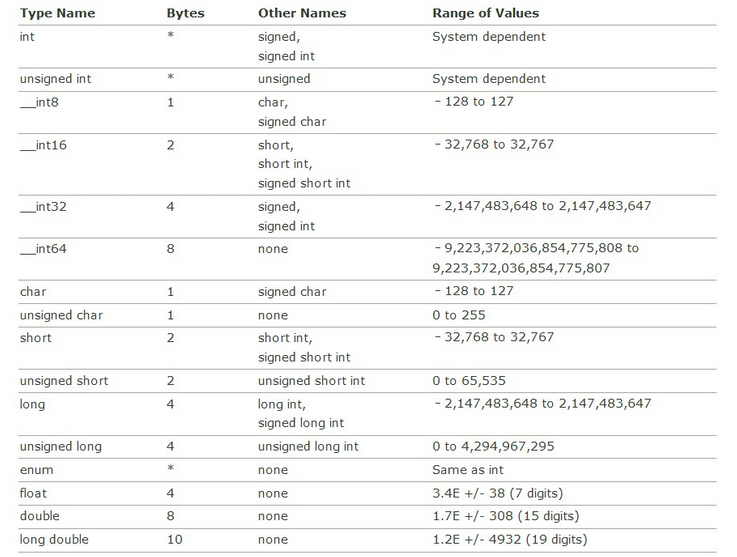 Type Name Bytes Other Names Range of Values
int * signed, System dependent
signed int
unsigned int * unsigned System dependent
__int8 1 char, - 128 to 127
signed char
__int16 2 short, - 32,768 to 32,767
short int,
signed short int
__int32 4 signed, - 2,147,483,648 to 2,147,483,647
signed int
__int64 8 none - 9,223,372,036,854,775,808 to
9,223,372,036,854,775,807
char 1 signed char - 128 to 127
unsigned char 1 none 0 to 255
short 2 short int, - 32,768 to 32,767
signed short int
unsigned short 2 unsigned short int 0 to 65,535
long 4 long int, - 2,147,483,648 to 2,147,483,647
signed long int
unsigned long 4 unsigned long int 0 to 4,294,967,295
enum * none Same as int
float 4 none 3.4E +/- 38 (7 digits)
double 8 none 1.7E +/- 308 (15 digits)
long double 10 none 1.2E +/- 4932 (19 digits)